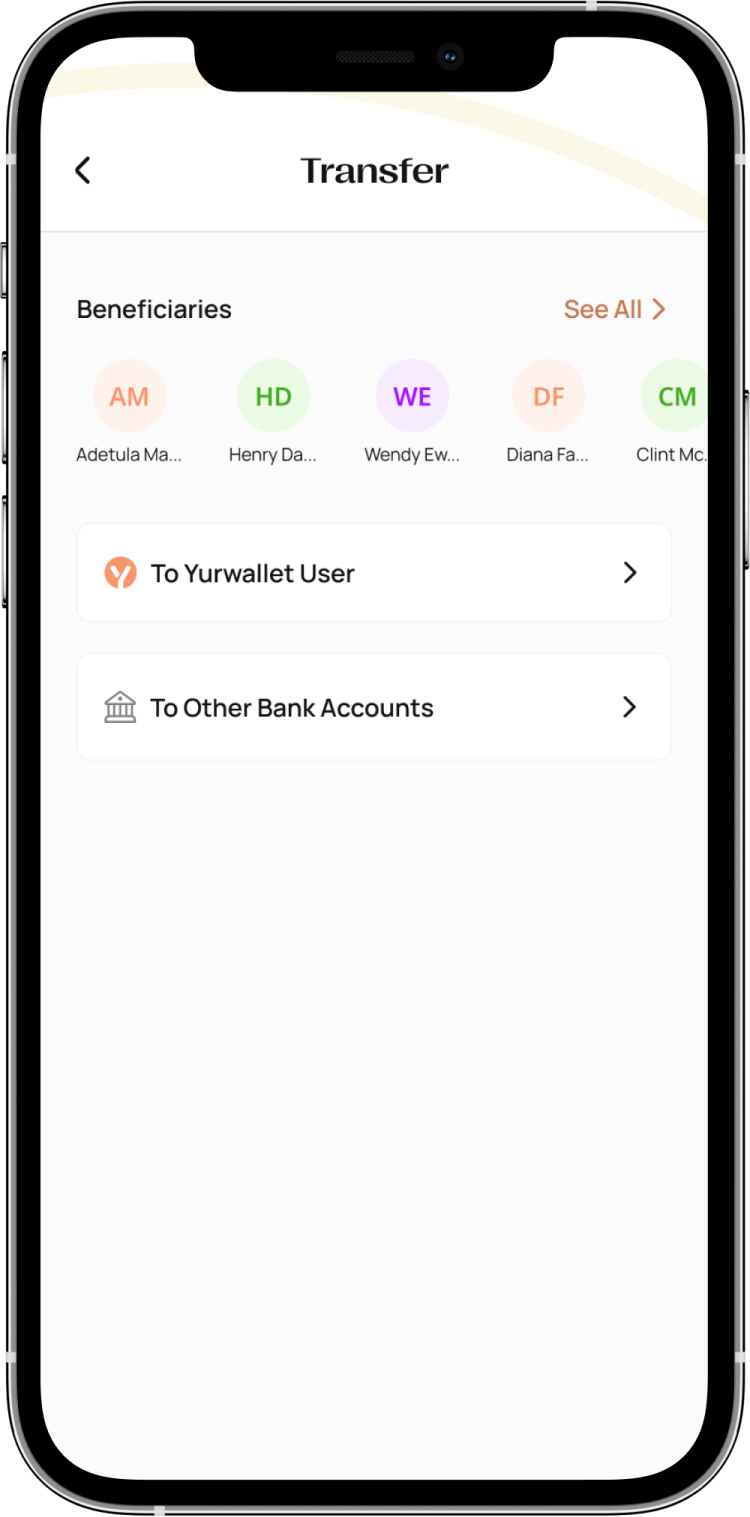 Transfer
Beneficiaries
See All
AM
HD
WE
DF
CM
Adetula Ma...
Henry Da...
Wendy Ew...
Diana Fa...
Clint Mc.
To Yurwallet User
To Other Bank Accounts